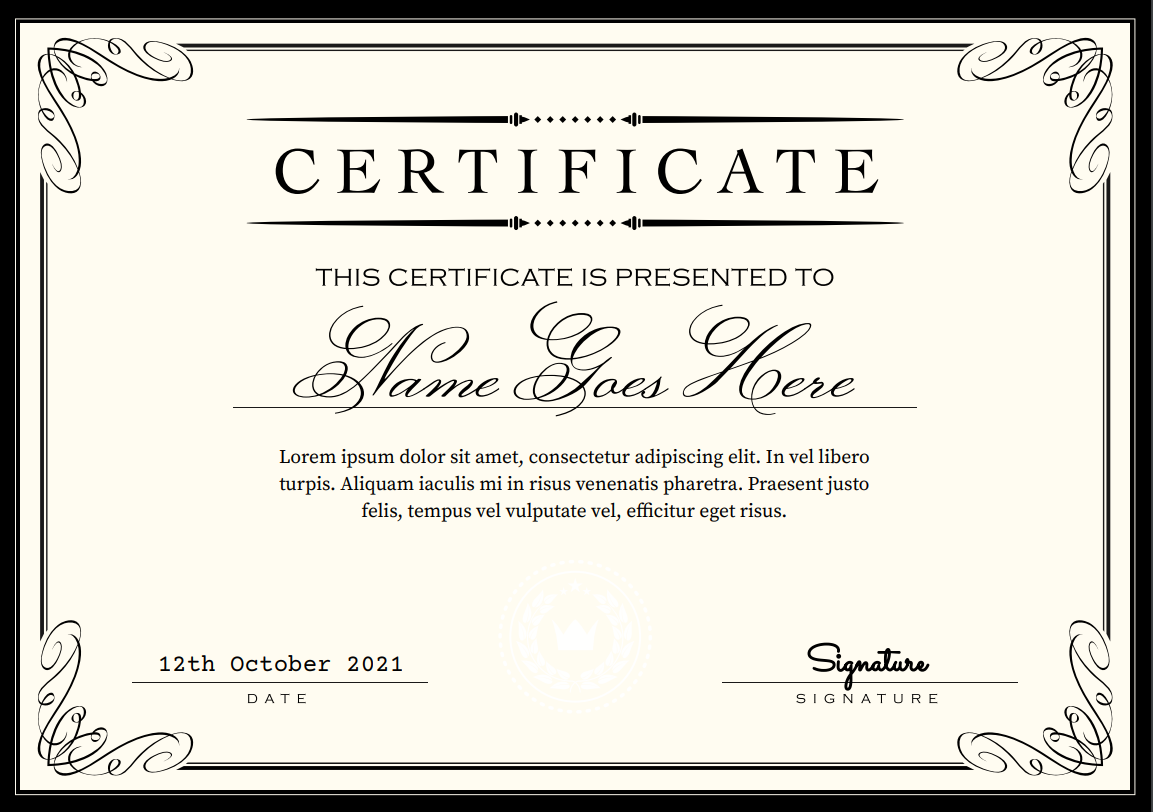 CERTIFICATE
THIS CERTIFICATE IS PRESENTED TO
Name Goes Here
Lorem ipsum dolor sit amet, consectetur adipiscing elit. In vel libero
turpis. Aliquam iaculis mi in risus venenatis pharetra. Praesent justo
felis, tempus vel vulputate vel, efficitur eget risus.
12th October 2021
DATE
Signature
SIGNATURE